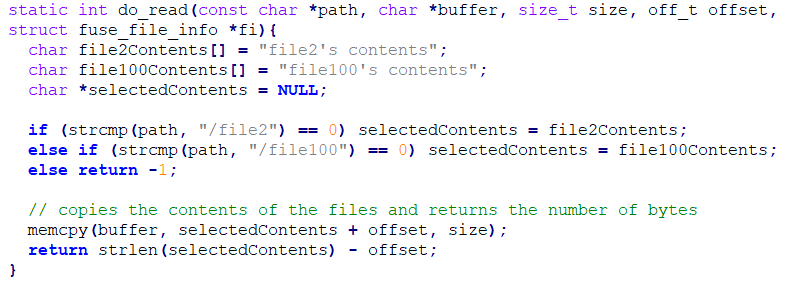 static int do_read(const char *path, char *buffer, size_t size, off_t offset,
struct fuse_file_info *fi){
  char file2Contents[] = "file2's contents";
  char file100Contents[] = "file100's contents";
  char *selectedContents = NULL;

  if (strcmp(path, "/file2") == 0) selectedContents = file2Contents;
  else if (strcmp(path, "/file100") == 0) selectedContents = file100Contents;
  else return -1;

  // copies the contents of the files and returns the number of bytes
  memcpy(buffer, selectedContents + offset, size);
  return strlen(selectedContents) - offset;
}